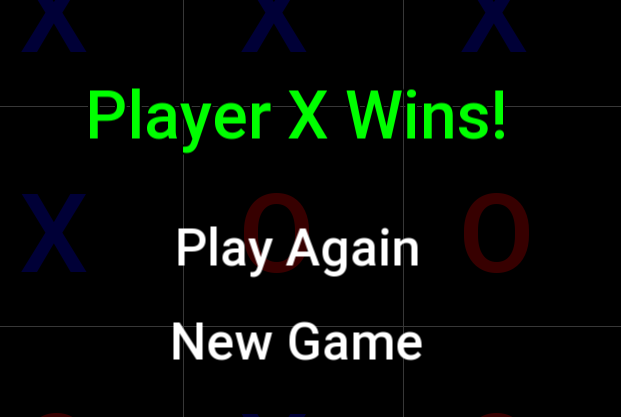 X X X
Player X Wins!
X O O
Play Again
New Game